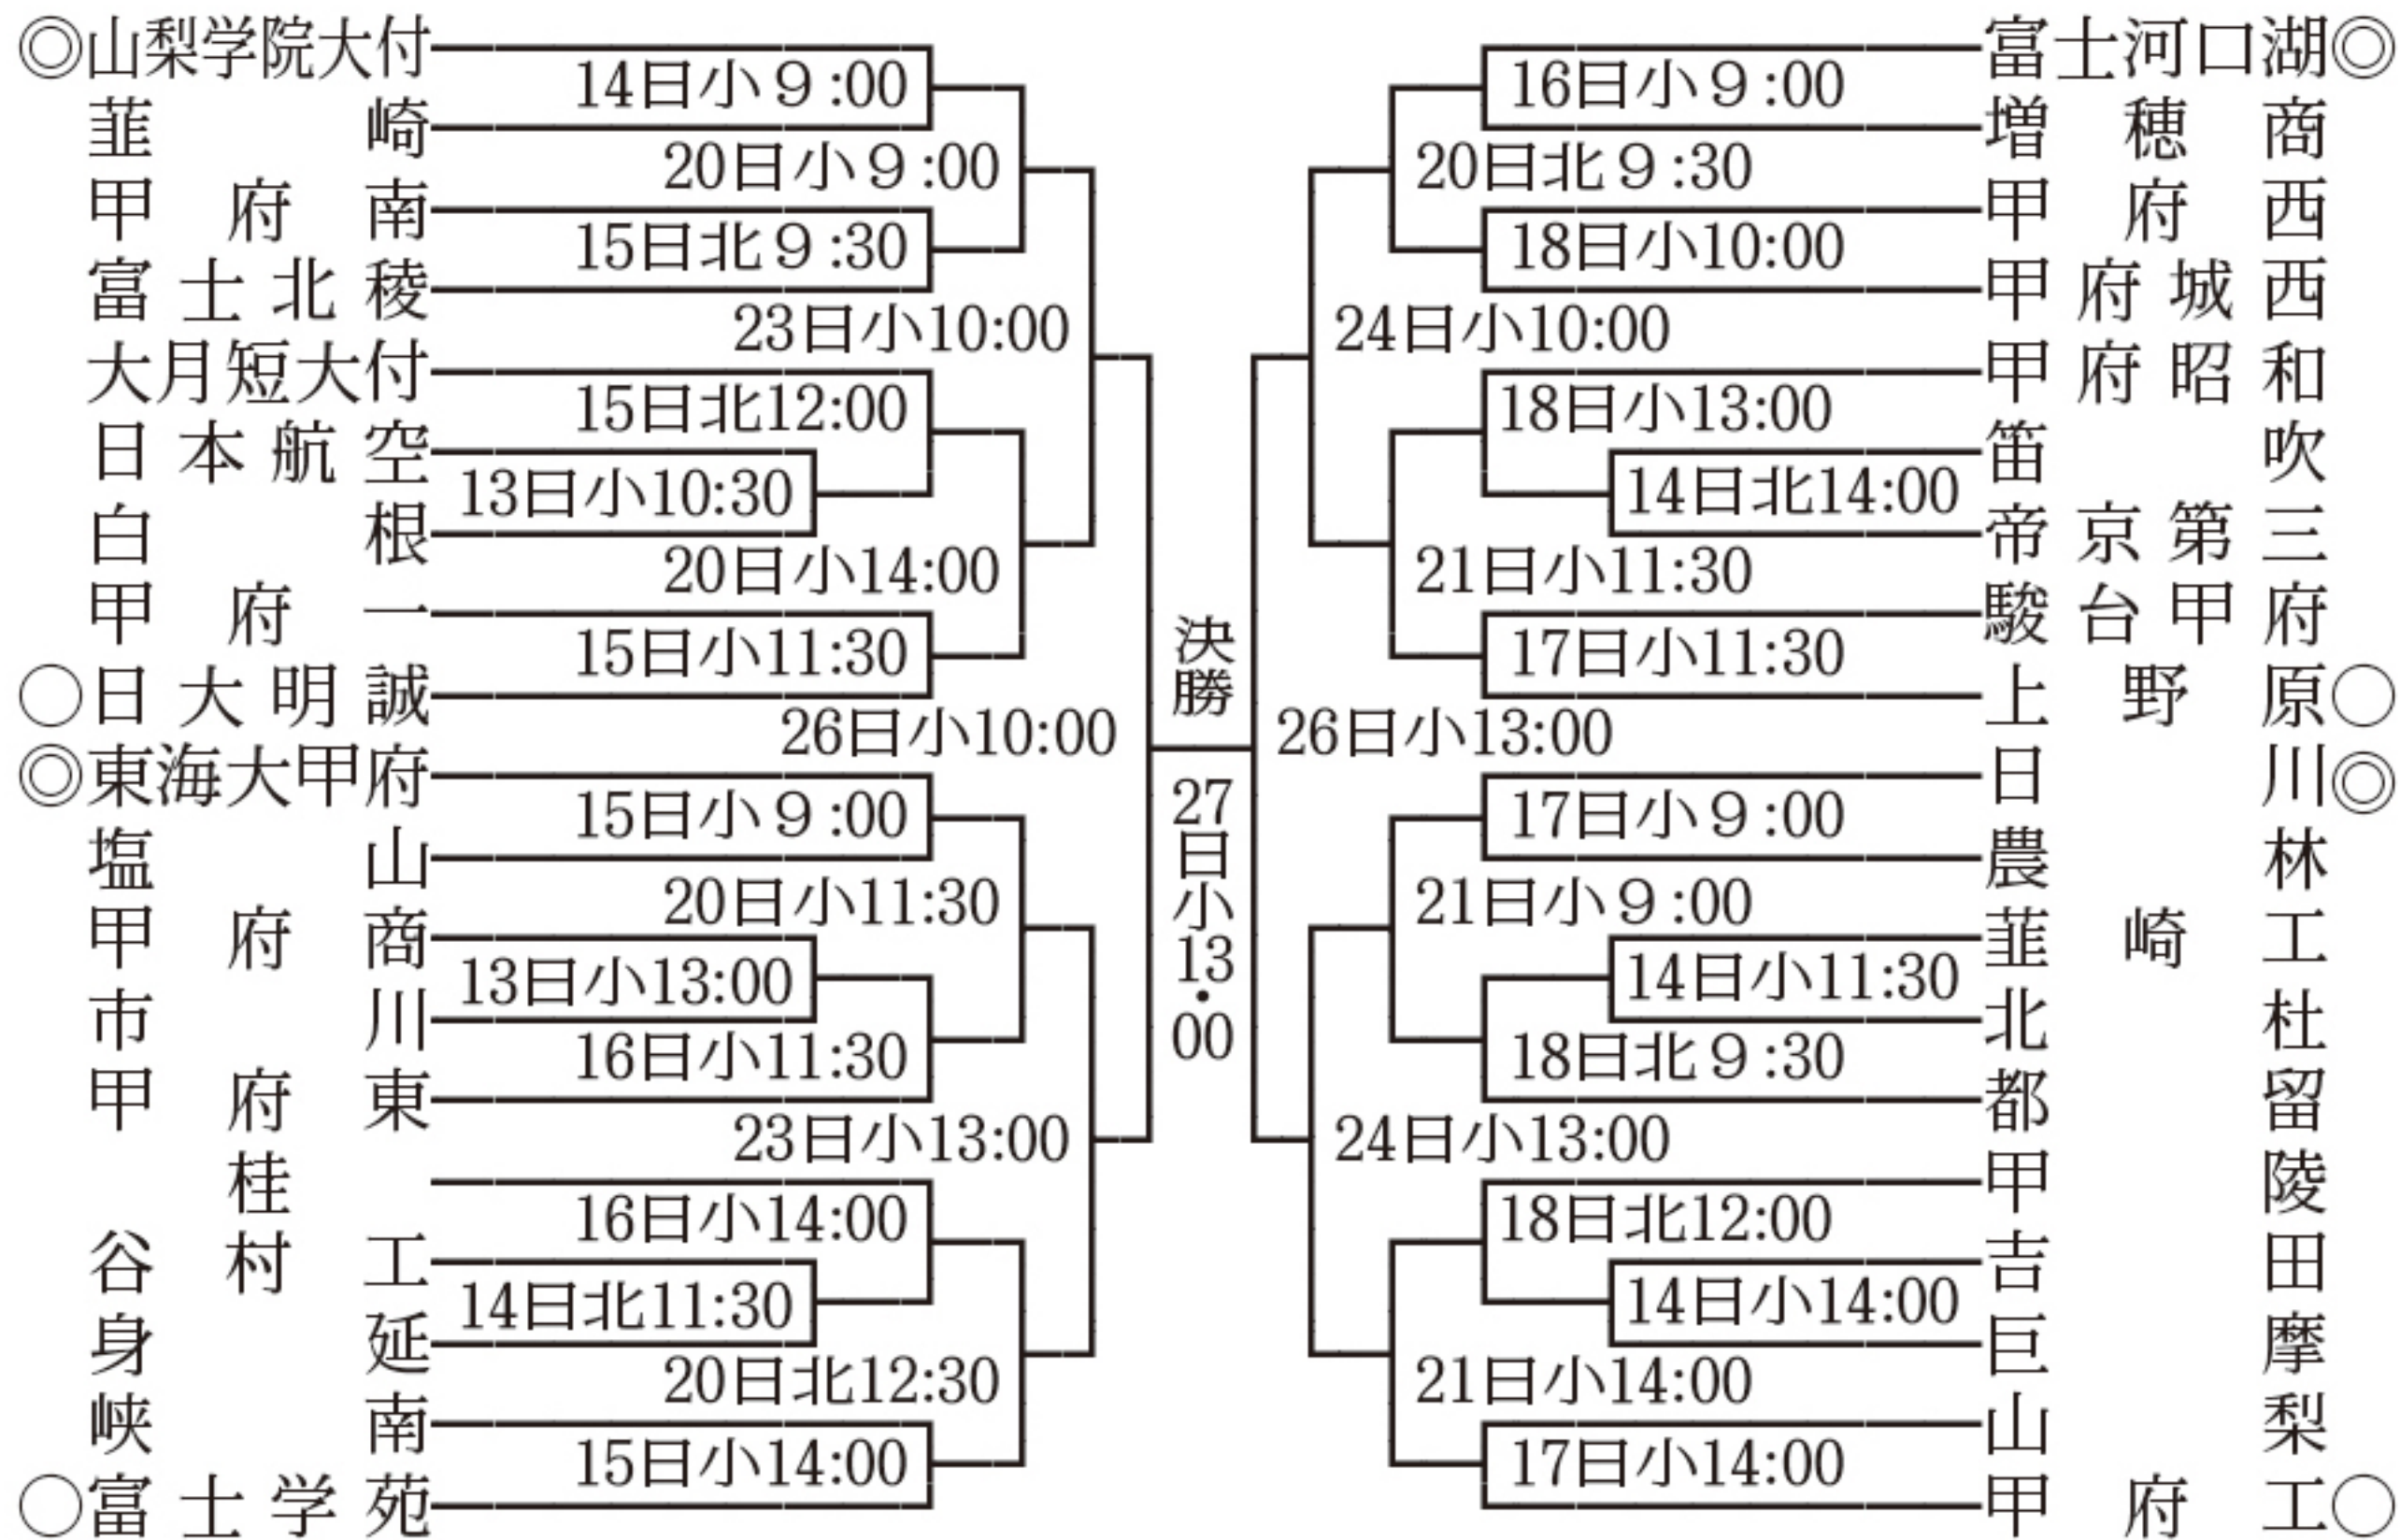 ◎山梨学院大付
14日小9:00
韮崎
20日小9:00
甲府南
15日北9:30
富士北稜
23日小10:00
大月短大付
15日北12:00
日本航空
13日小10:30
白根
20日小14:00
甲府一
15日小11:30
○日大明誠
26日小10:00
◎東海大甲府
15日小9:00
塩山
20日小11:30
甲府商
13日小13:00
市川
16日小11:30
甲府東
23日小13:00
桂
16日小14:00
谷村工
14日北11:30
身延
20日北12:30
峡南
15日小14:00
○富士学苑
決勝
27日小13:00
富士河口湖◎
16日小9:00
増穂商
20日北9:30
甲府西
18日小10:00
甲府城西
24日小10:00
甲府昭和
18日小13:00
笛吹
14日北14:00
帝京第三
21日小11:30
駿台甲府
17日小11:30
上野原○
26日小13:00
日川◎
17日小9:00
農林
21日小9:00
韮崎工
14日小11:30
北杜
18日北9:30
都留
24日小13:00
甲陵
18日北12:00
吉田
14日小14:00
巨摩
21日小14:00
山梨
17日小14:00
甲府工○